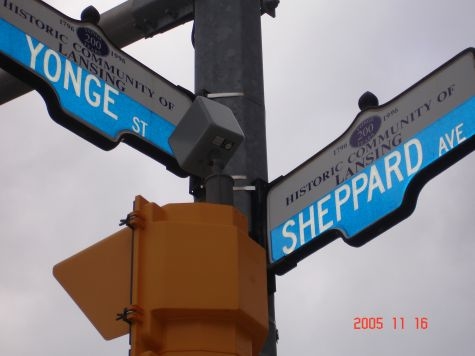 1796 200 1996
HISTORIC COMMUNITY OF
LANSING
YONGE ST
1796 200 1996
HISTORIC COMMUNITY OF
LANSING
SHEPPARD AVE
2005 11 16